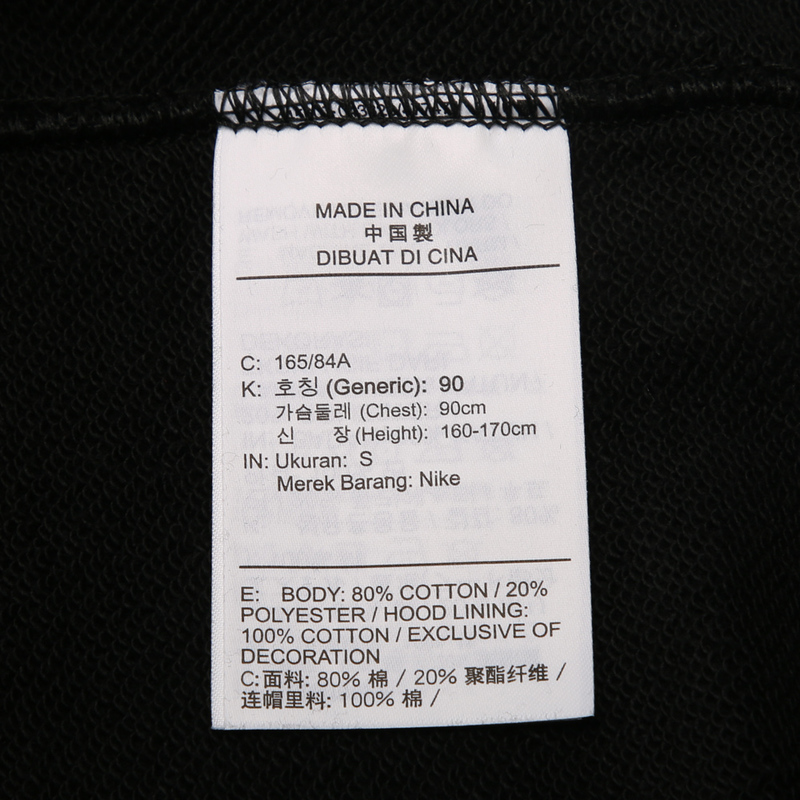 MADE IN CHINA
中国製
DIBUAT DI CINA
C: 165/84A
K: 호칭 (Generic): 90
가슴둘레 (Chest): 90cm
신 장 (Height): 160-170cm
IN: Ukuran: S
Merek Barang: Nike
E: BODY: 80% COTTON / 20%
POLYESTER / HOOD LINING:
100% COTTON / EXCLUSIVE OF
DECORATION
C:面料: 80% 棉 / 20% 聚酯纤维 /
连帽里料: 100% 棉 /